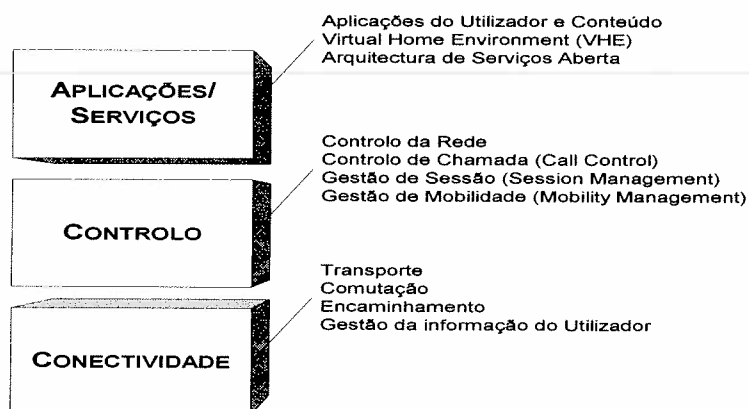 Aplicações do Utilizador e Conteúdo
Virtual Home Environment (VHE)
Arquitectura de Serviços Aberta
APLICAÇÕES/
SERVIÇOS
Controlo da Rede
Controlo de Chamada (Call Control)
Gestão de Sessão (Session Management)
Gestão de Mobilidade (Mobility Management)
CONTROLO
Transporte
Comutação
Encaminhamento
Gestão da informação do Utilizador
CONECTIVIDADE